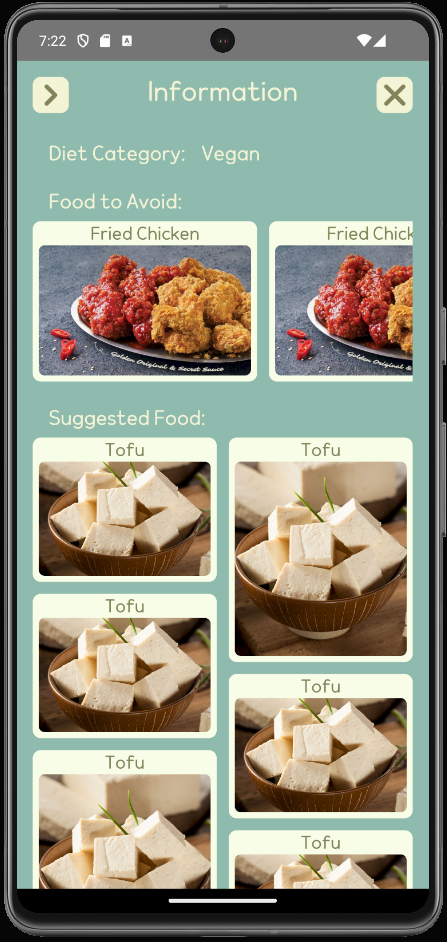 7:22 A
Information
Diet Category: Vegan
Food to Avoid:
Fried Chicken
Fried Chick
Golden Original & Secret Sauce
Suggested Food:
Tofu
Tofu
Tofu
Tofu
Tofu
Tofu